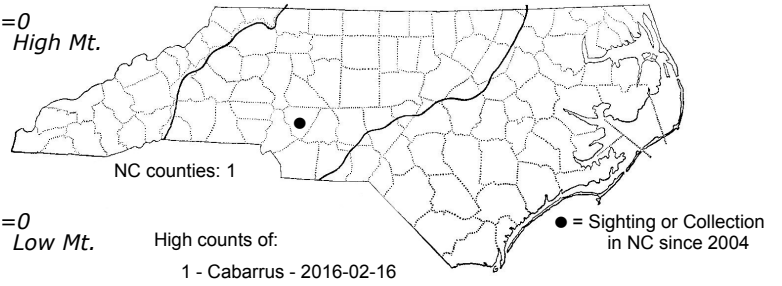 =0
High Mt.
NC counties: 1
=0
Low Mt.
High counts of:
1 - Cabarrus - 2016-02-16
● = Sighting or Collection
in NC since 2004